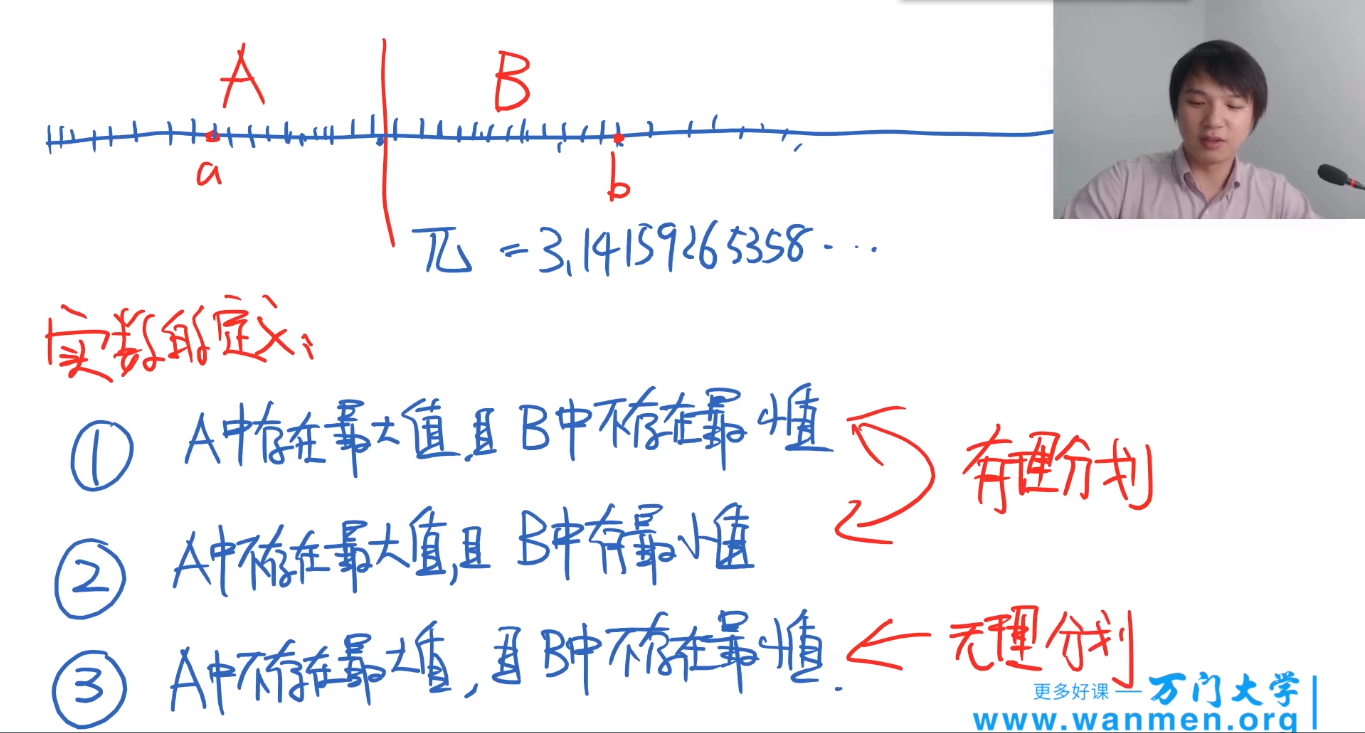 A B
a b
π = 3.14159265358...
实数的定义:
① A中存在最大值,且B中不存在最小值
有理分划
② A中不存在最大值,且B中存在最小值
③ A中不存在最大值,且B中不存在最小值.
无理分划
更多好课 — 万门大学
www.wanmen.org